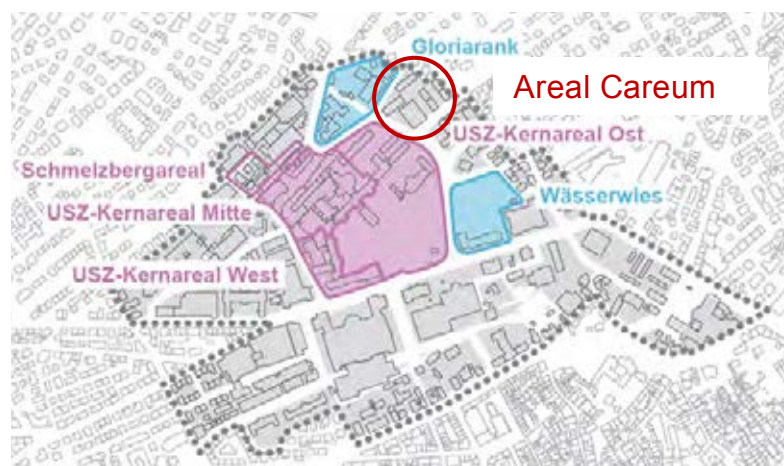 Gloriarank
Areal Careum
USZ-Kernareal Ost
Schmelzbergareal
Wässerwies
USZ-Kernareal Mitte
USZ-Kernareal West